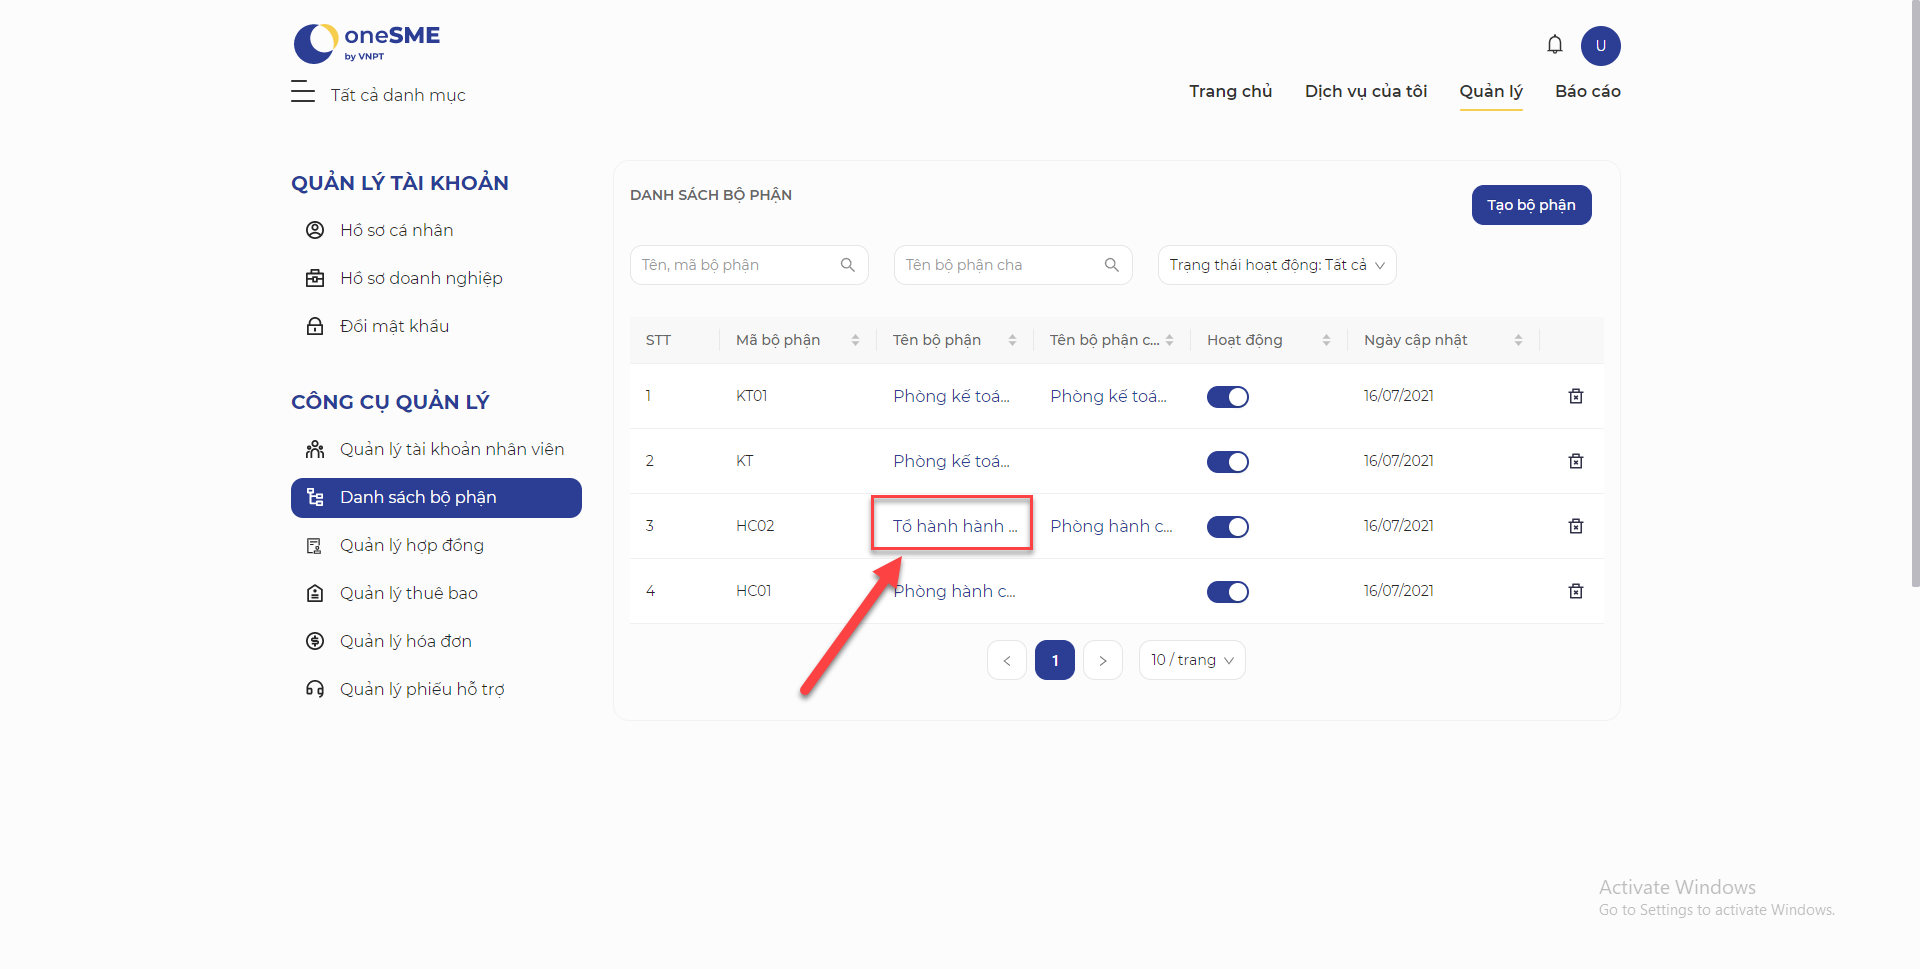 oneSME
by VNPT
U
Tất cả danh mục
Trang chủ Dịch vụ của tôi Quản lý Báo cáo
QUẢN LÝ TÀI KHOẢN
Hồ sơ cá nhân
Hồ sơ doanh nghiệp
Đổi mật khẩu
CÔNG CỤ QUẢN LÝ
Quản lý tài khoản nhân viên
Danh sách bộ phận
Quản lý hợp đồng
Quản lý thuê bao
Quản lý hóa đơn
Quản lý phiếu hỗ trợ
DANH SÁCH BỘ PHẬN
Tạo bộ phận
Tên, mã bộ phận Tên bộ phận cha Trạng thái hoạt động: Tất cả
STT Mã bộ phận Tên bộ phận Tên bộ phận c... Hoạt động Ngày cập nhật
1 KT01 Phòng kế toá... Phòng kế toá... 16/07/2021
2 KT Phòng kế toá... 16/07/2021
3 HC02 Tổ hành hành ... Phòng hành c... 16/07/2021
4 HC01 Phòng hành c... 16/07/2021
< 1 > 10 / trang
Activate Windows
Go to Settings to activate Windows.